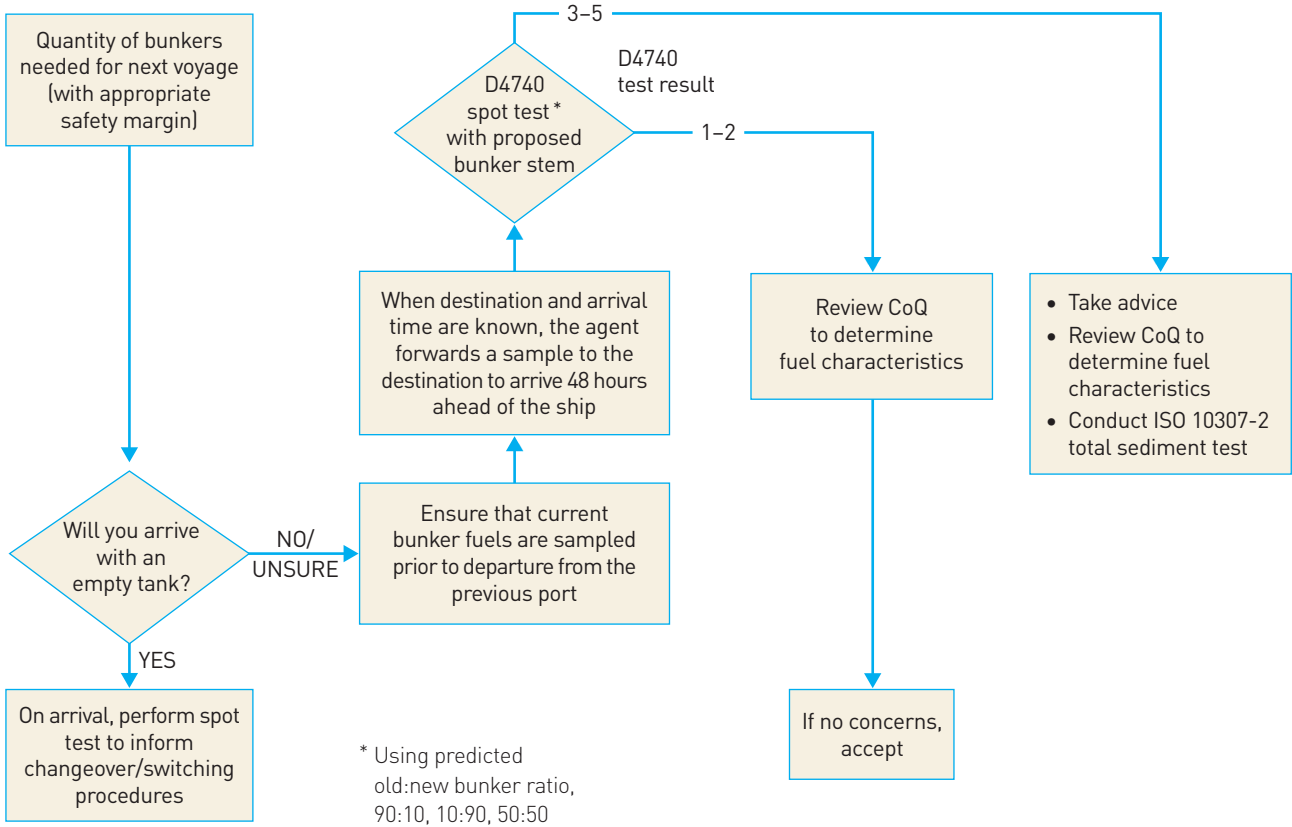 Quantity of bunkers
needed for next voyage
(with appropriate
safety margin)
Will you arrive
with an
empty tank?
YES
On arrival, perform spot
test to inform
changeover/switching
procedures
NO/
UNSURE
Ensure that current
bunker fuels are sampled
prior to departure from the
previous port
When destination and arrival
time are known, the agent
forwards a sample to the
destination to arrive 48 hours
ahead of the ship
D4740
spot test *
with proposed
bunker stem
D4740
test result
1–2
Review CoQ
to determine
fuel characteristics
If no concerns,
accept
3–5
• Take advice
• Review CoQ to
determine fuel
characteristics
• Conduct ISO 10307-2
total sediment test
* Using predicted
old:new bunker ratio,
90:10, 10:90, 50:50